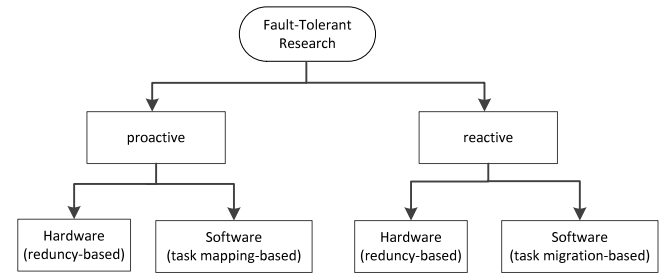 Fault-Tolerant
Research
proactive
reactive
Hardware
(reduncy-based)
Software
(task mapping-based)
Hardware
(reduncy-based)
Software
(task migration-based)